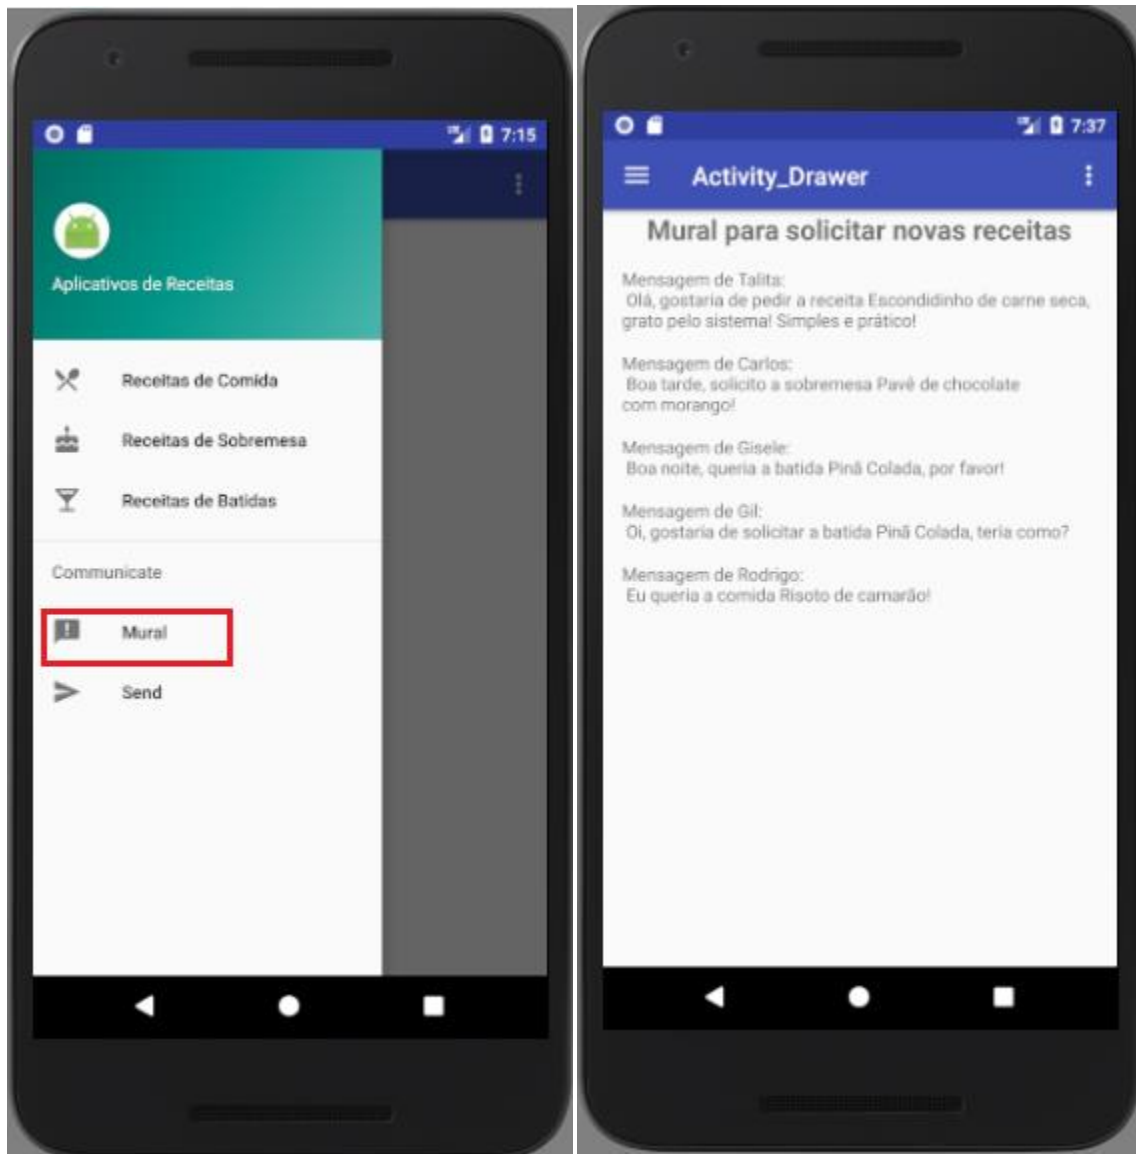 7:15
Aplicativos de Receitas
Receitas de Comida
Receitas de Sobremesa
Receitas de Batidas
Communicate
Mural
Send
7:37
Activity_Drawer
Mural para solicitar novas receitas
Mensagem de Talita:
Olá, gostaria de pedir a receita Escondidinho de carne seca,
grato pelo sistema! Simples e prático!
Mensagem de Carlos:
Boa tarde, solicito a sobremesa Pavê de chocolate
com morango!
Mensagem de Gisele:
Boa noite, queria a batida Pinã Colada, por favor!
Mensagem de Gil:
Oi, gostaria de solicitar a batida Pinã Colada, teria como?
Mensagem de Rodrigo:
Eu queria a comida Risoto de camarão!